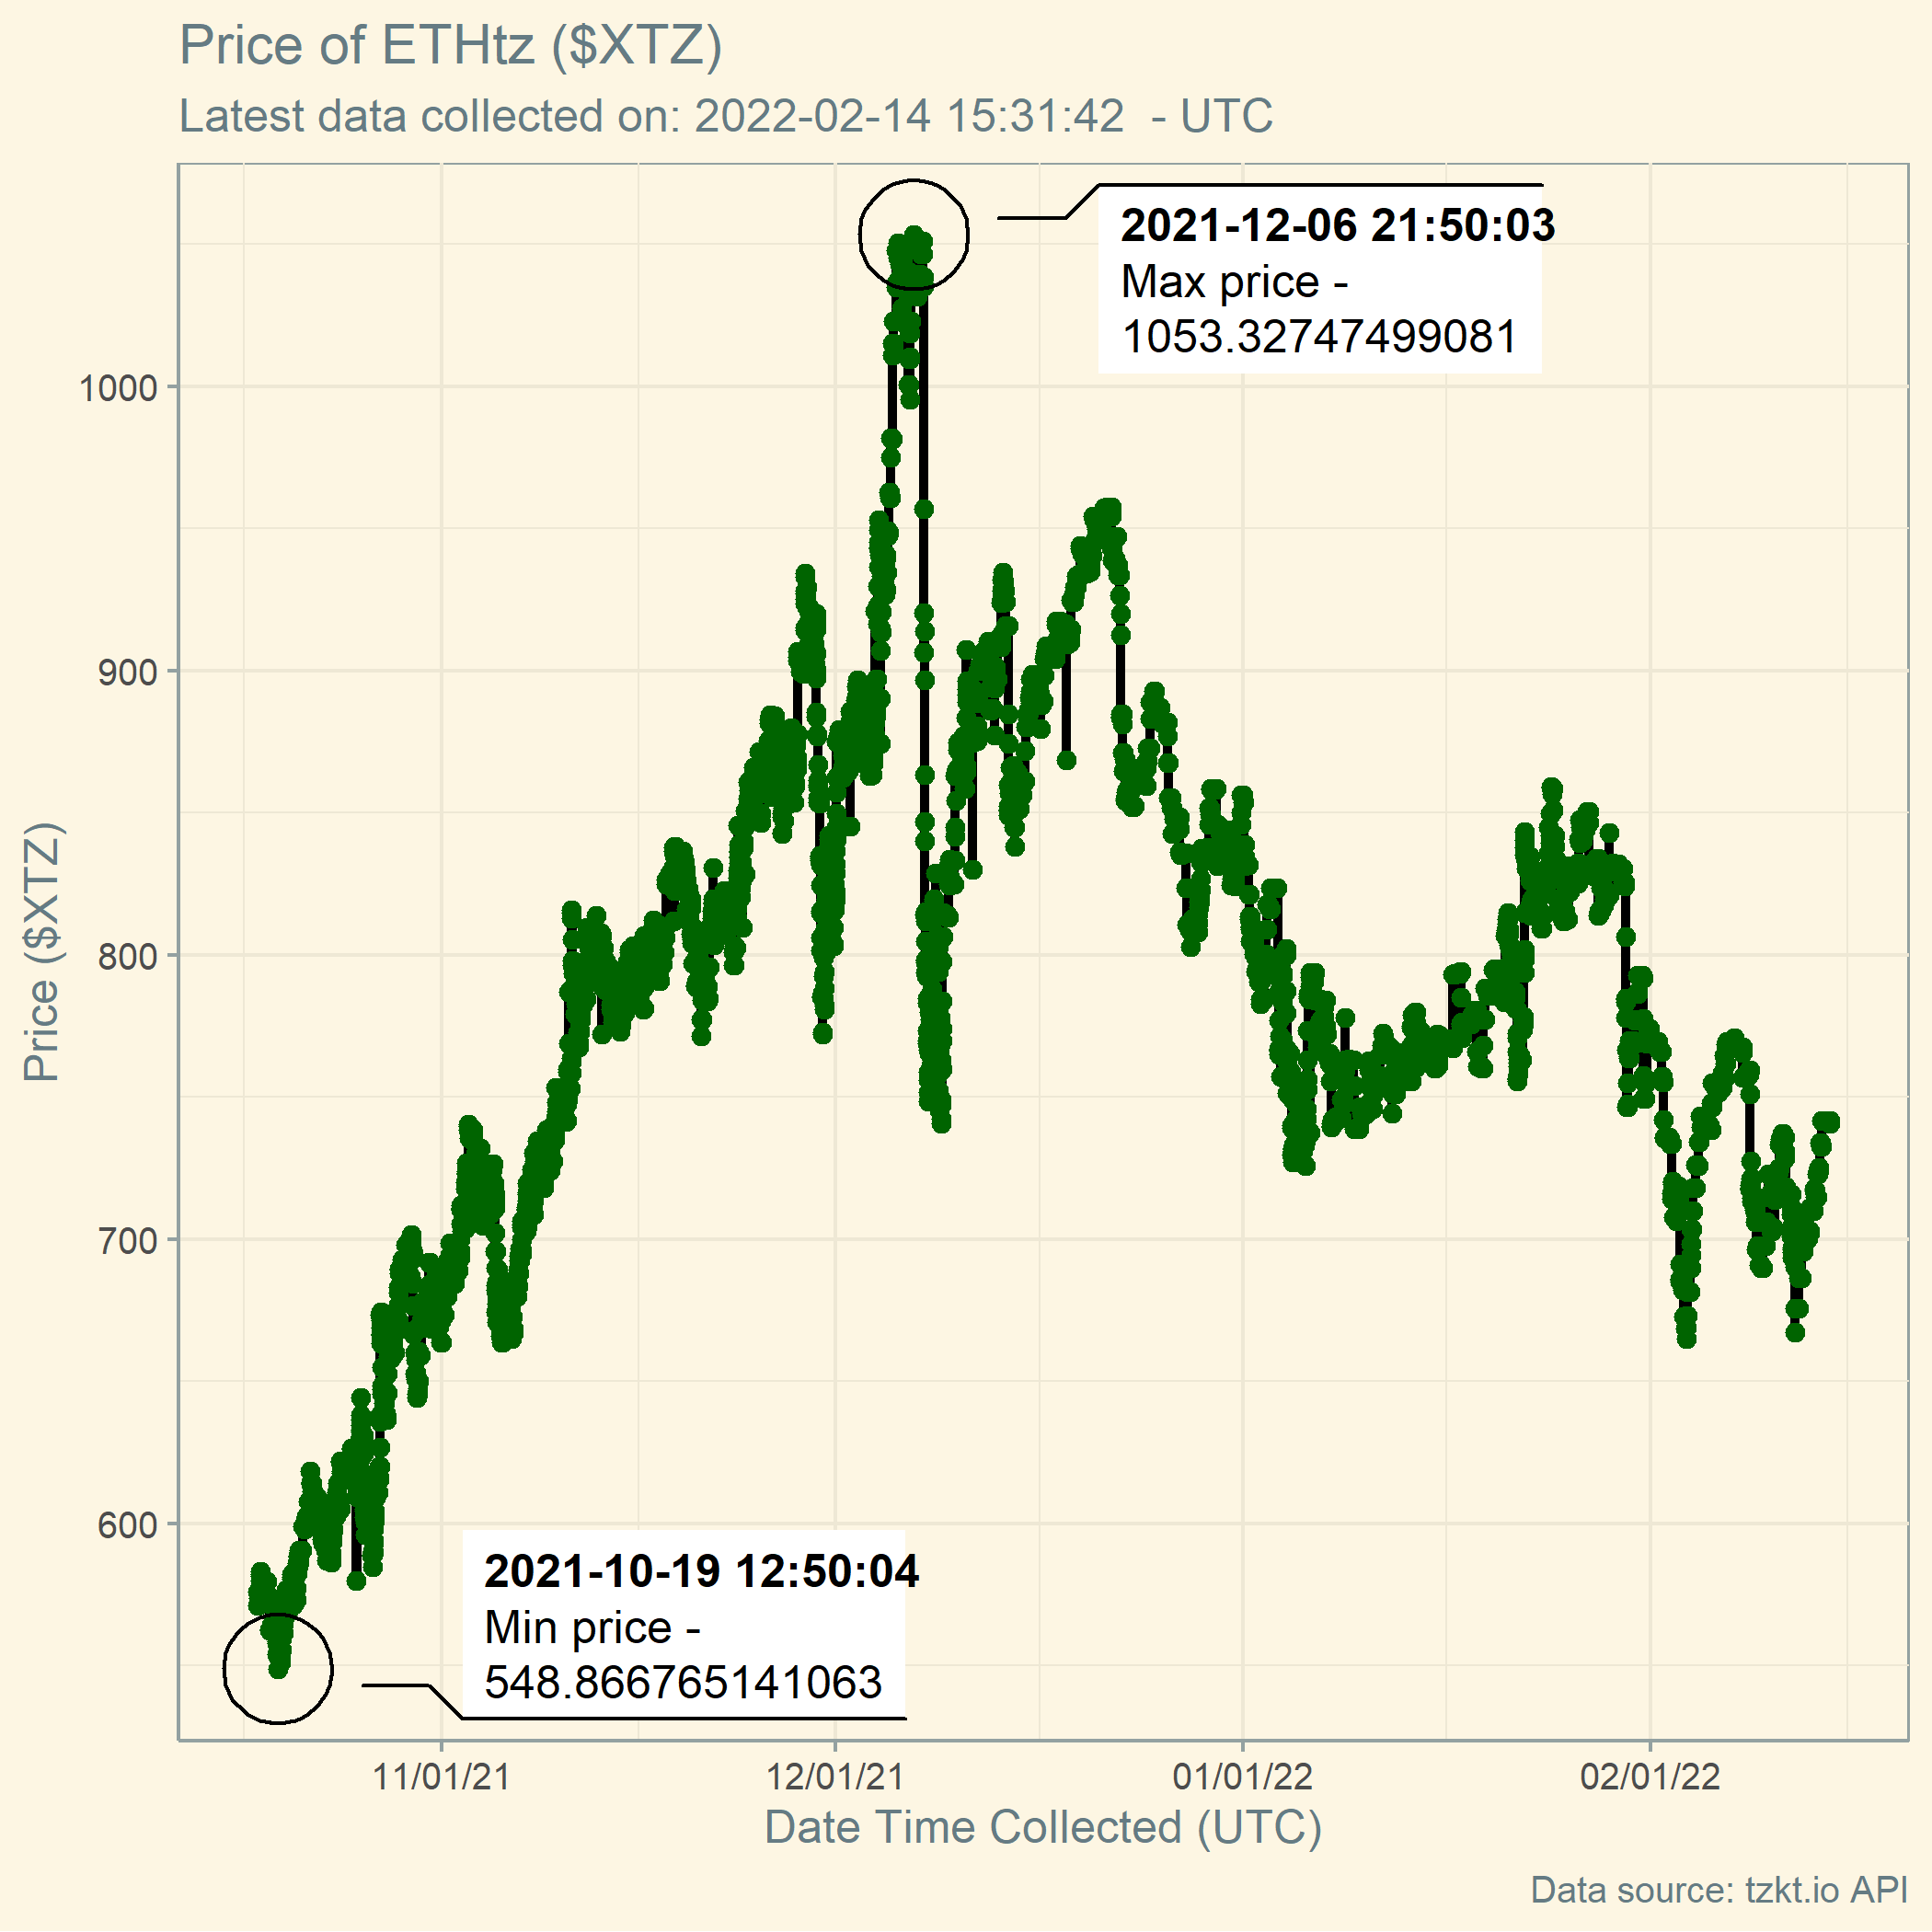 Price of ETHtz ($XTZ)
Latest data collected on: 2022-02-14 15:31:42  - UTC
2021-12-06 21:50:03
Max price -
1053.32747499081
1000
900
800
700
600
Price ($XTZ)
2021-10-19 12:50:04
Min price -
548.866765141063
11/01/21
12/01/21
01/01/22
02/01/22
Date Time Collected (UTC)
Data source: tzkt.io API